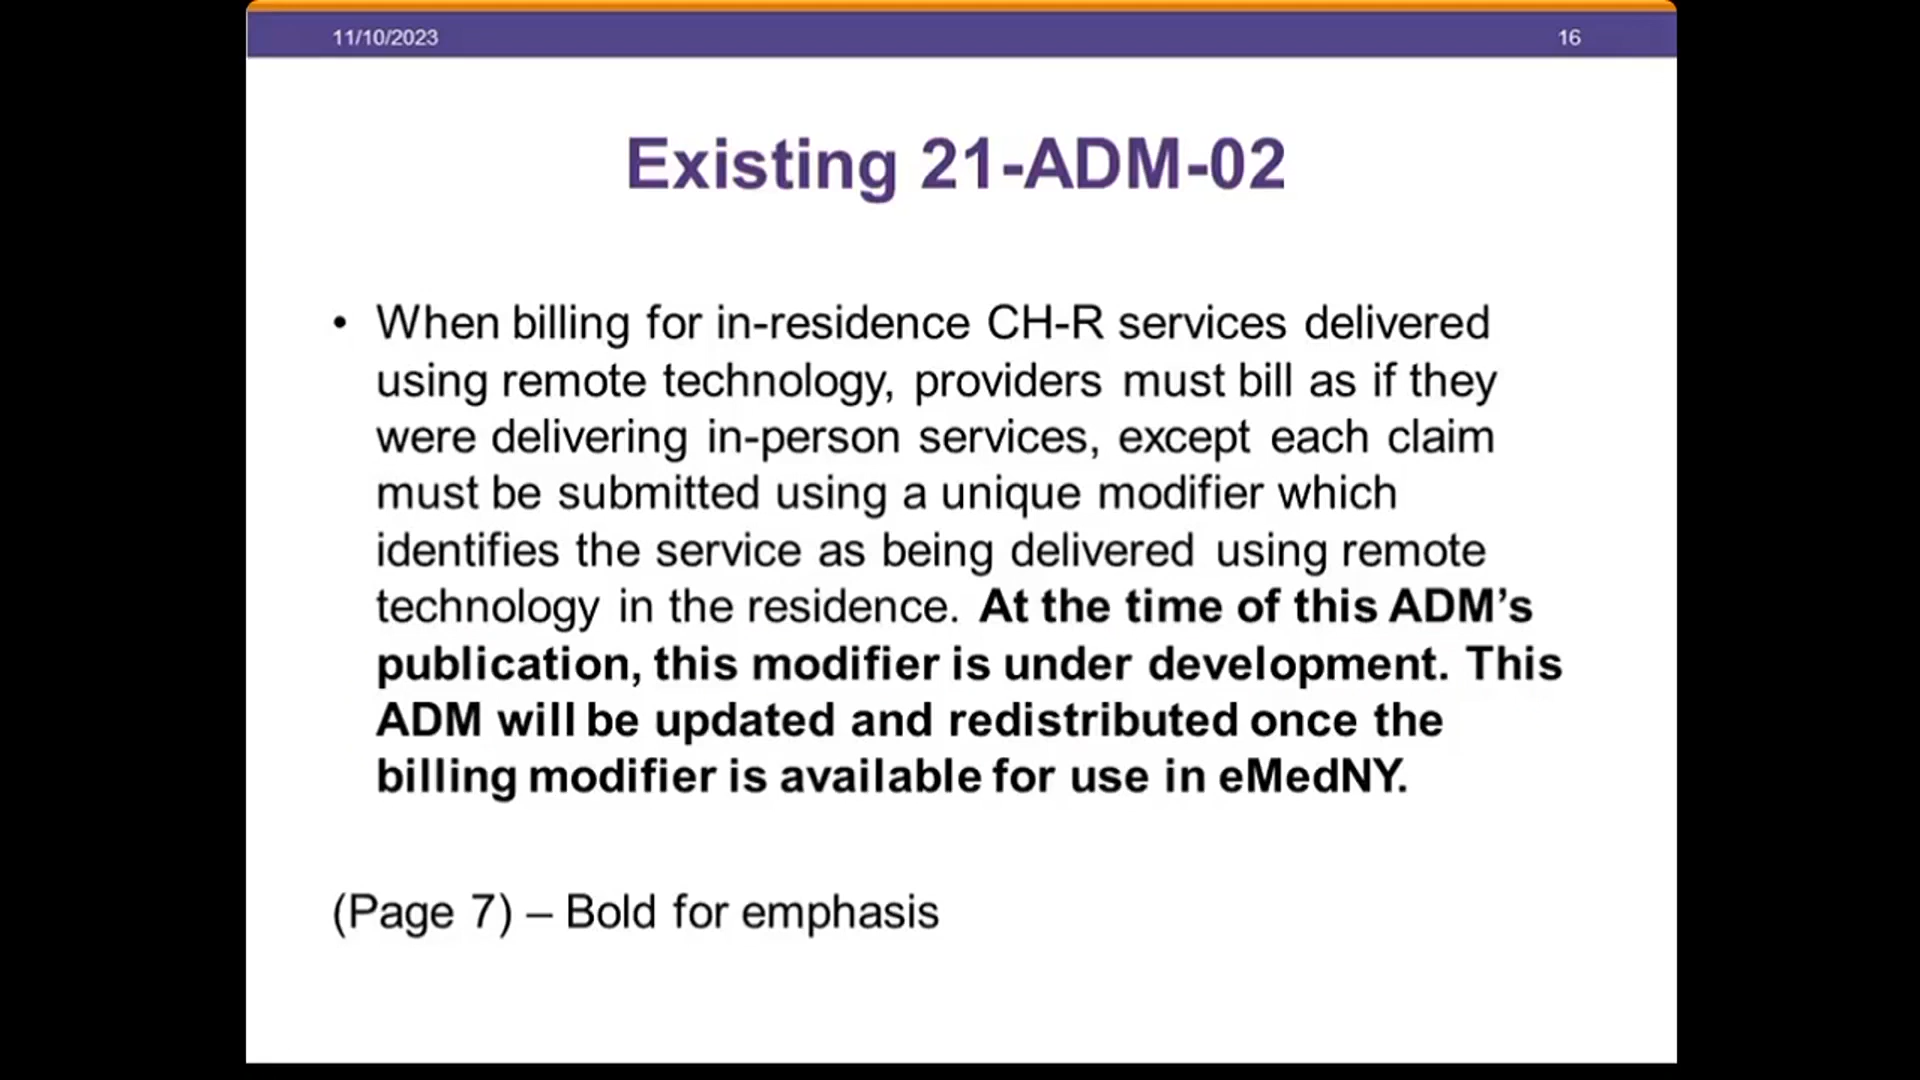 11/10/2023 16
Existing 21-ADM-02
• When billing for in-residence CH-R services delivered
using remote technology, providers must bill as if they
were delivering in-person services, except each claim
must be submitted using a unique modifier which
identifies the service as being delivered using remote
technology in the residence. At the time of this ADM’s
publication, this modifier is under development. This
ADM will be updated and redistributed once the
billing modifier is available for use in eMedNY.
(Page 7) – Bold for emphasis